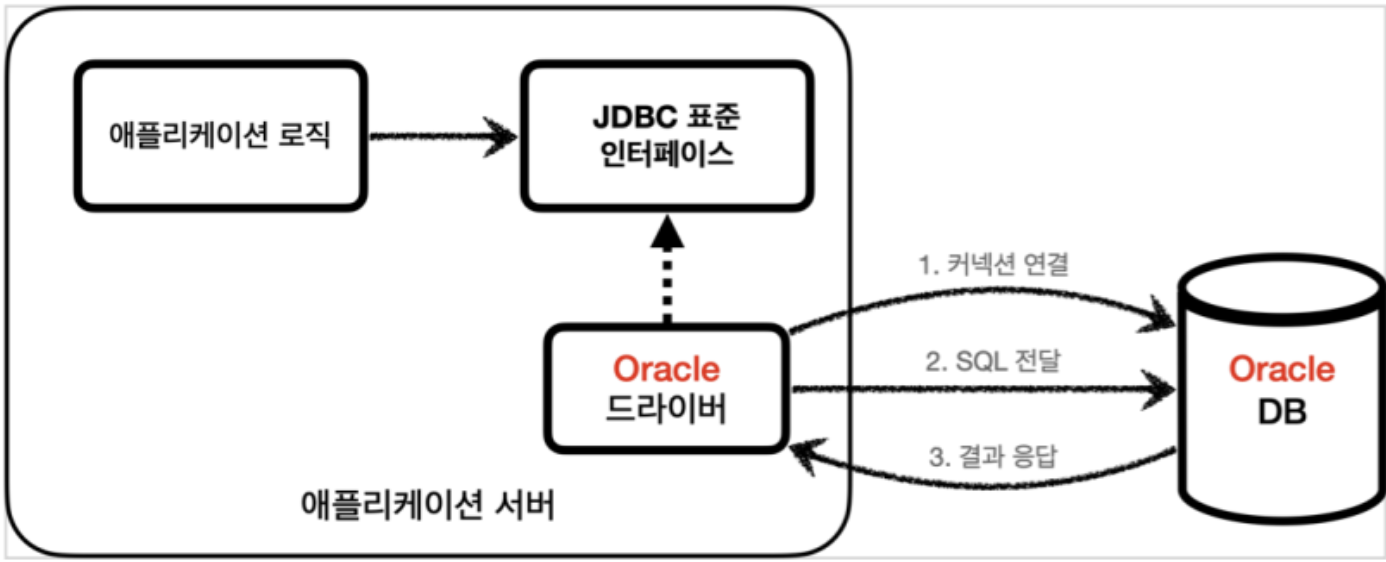 애플리케이션 로직
JDBC 표준
인터페이스
1. 커넥션 연결
2. SQL 전달
3. 결과 응답
Oracle
드라이버
Oracle
DB
애플리케이션 서버